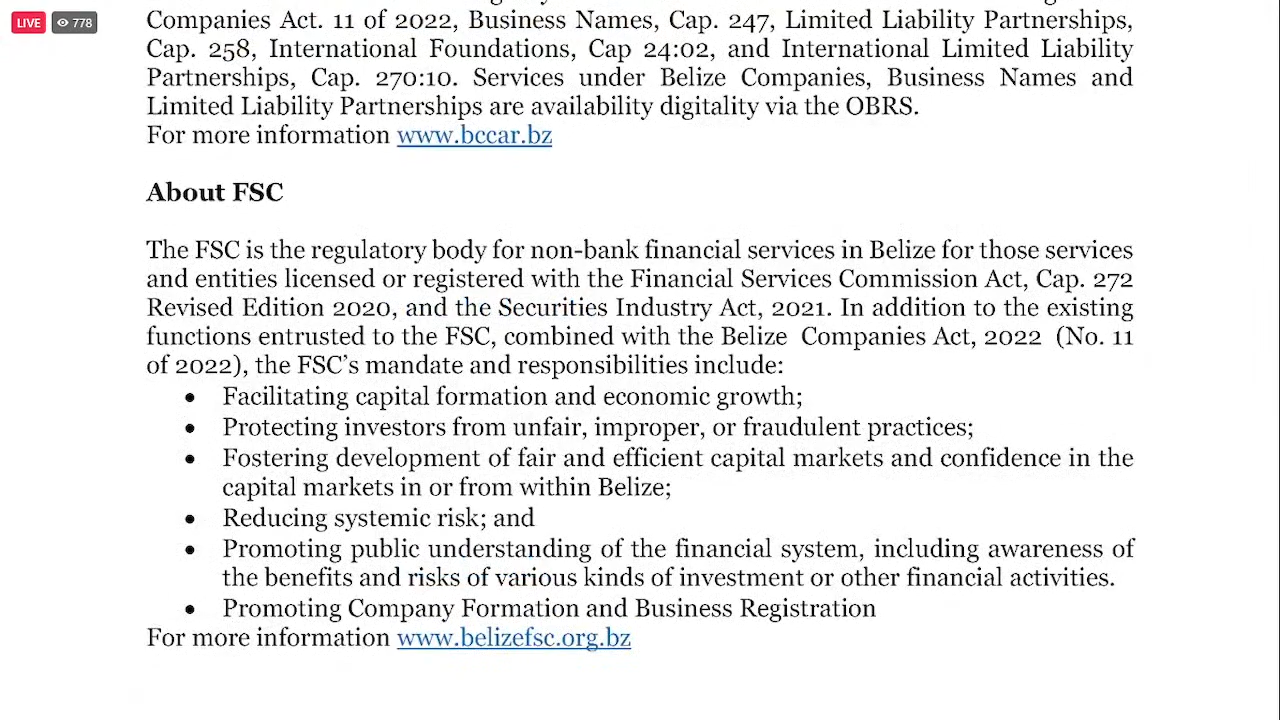 LIVE 778
Companies Act. 11 of 2022, Business Names, Cap. 247, Limited Liability Partnerships,
Cap. 258, International Foundations, Cap 24:02, and International Limited Liability
Partnerships, Cap. 270:10. Services under Belize Companies, Business Names and
Limited Liability Partnerships are availability digitality via the OBRS.
For more information www.bccar.bz
About FSC
The FSC is the regulatory body for non-bank financial services in Belize for those services
and entities licensed or registered with the Financial Services Commission Act, Cap. 272
Revised Edition 2020, and the Securities Industry Act, 2021. In addition to the existing
functions entrusted to the FSC, combined with the Belize Companies Act, 2022 (No. 11
of 2022), the FSC’s mandate and responsibilities include:
• Facilitating capital formation and economic growth;
• Protecting investors from unfair, improper, or fraudulent practices;
• Fostering development of fair and efficient capital markets and confidence in the
capital markets in or from within Belize;
• Reducing systemic risk; and
• Promoting public understanding of the financial system, including awareness of
the benefits and risks of various kinds of investment or other financial activities.
• Promoting Company Formation and Business Registration
For more information www.belizefsc.org.bz